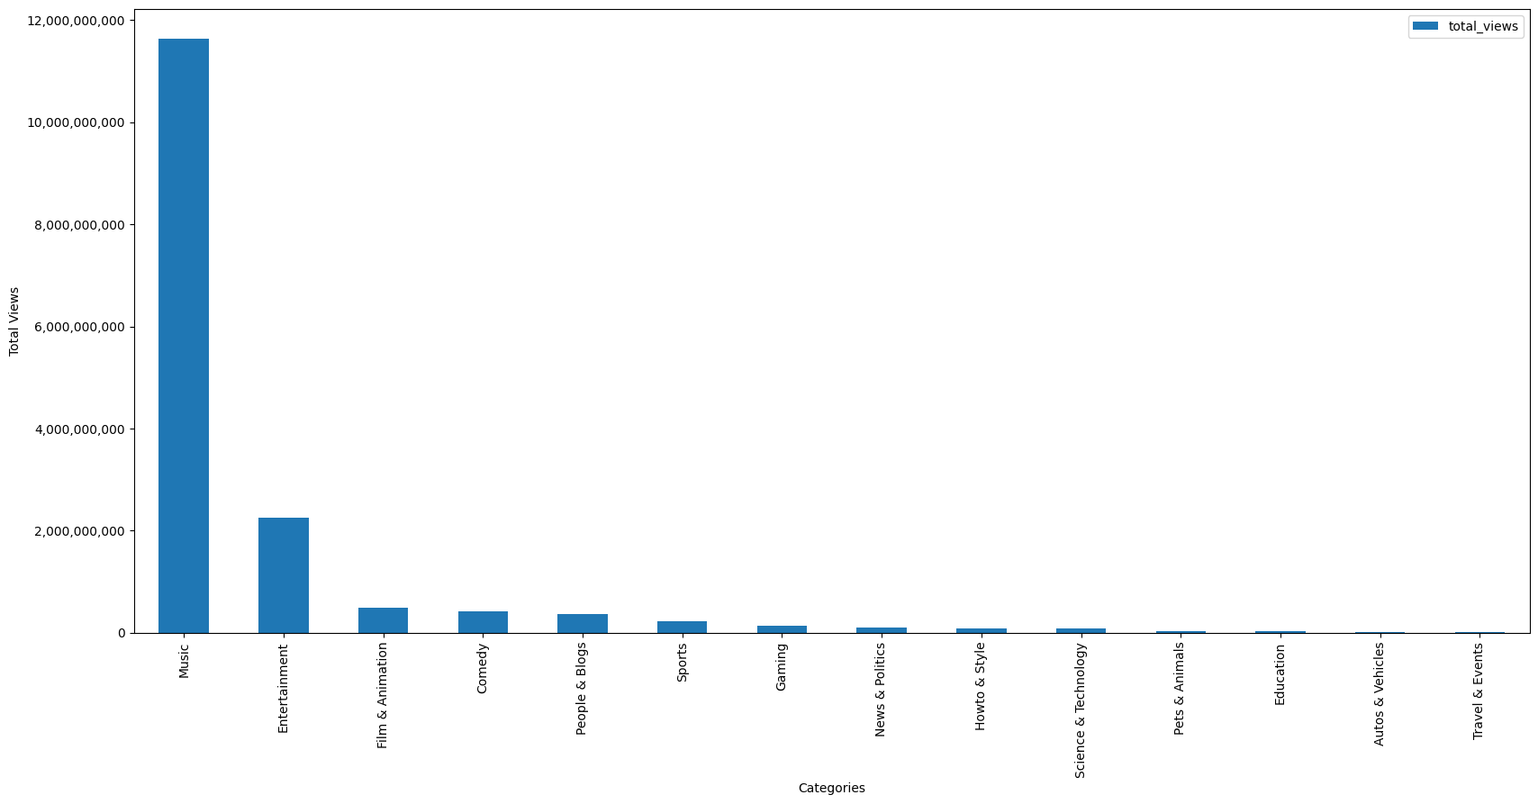 total_views
Total Views
12,000,000,000
10,000,000,000
8,000,000,000
6,000,000,000
4,000,000,000
2,000,000,000
0
Music
Entertainment
Film & Animation
Comedy
People & Blogs
Sports
Gaming
News & Politics
Howto & Style
Science & Technology
Pets & Animals
Education
Autos & Vehicles
Travel & Events
Categories